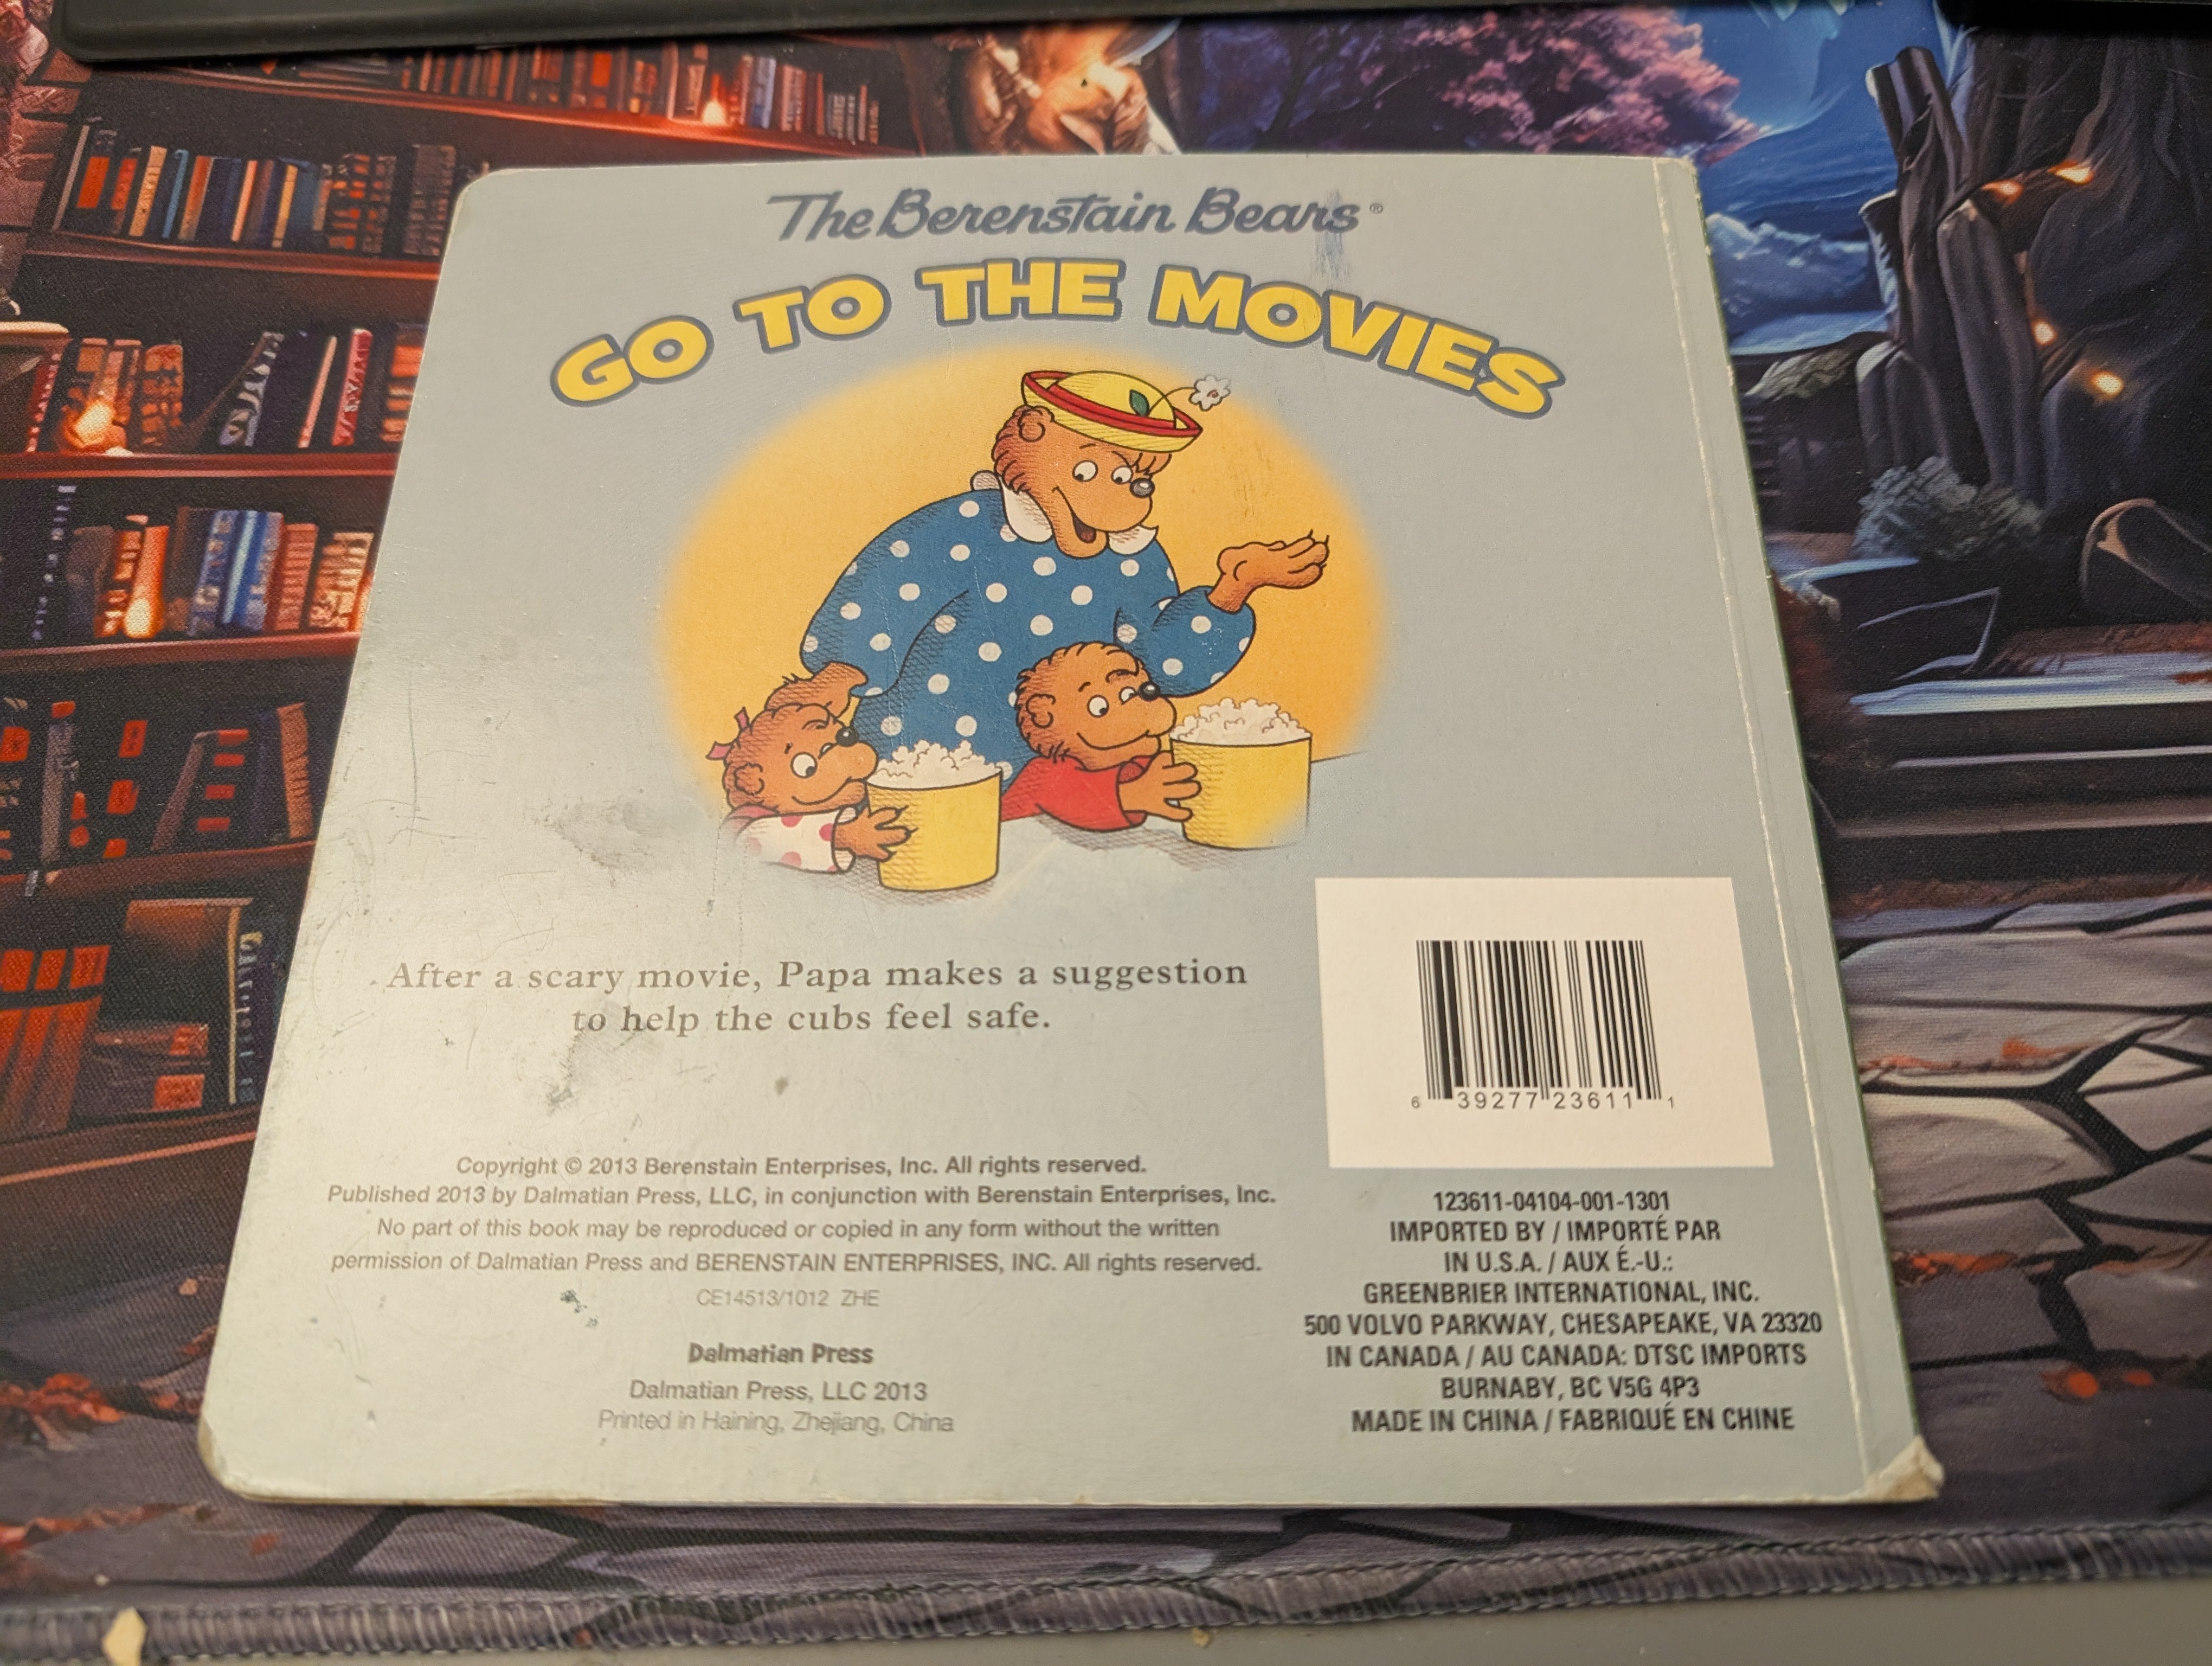 The Berenstain Bears®
GO TO THE MOVIES
After a scary movie, Papa makes a suggestion
to help the cubs feel safe.
Copyright © 2013 Berenstain Enterprises, Inc. All rights reserved.
Published 2013 by Dalmatian Press, LLC, in conjunction with Berenstain Enterprises, Inc.
No part of this book may be reproduced or copied in any form without the written
permission of Dalmatian Press and BERENSTAIN ENTERPRISES, INC. All rights reserved.
CE14513/1012 ZHE
Dalmatian Press
Dalmatian Press, LLC 2013
Printed in Haining, Zhejiang, China
6 39277 23611 1
123611-04104-001-1301
IMPORTED BY / IMPORTÉ PAR
IN U.S.A. / AUX É.-U.:
GREENBRIER INTERNATIONAL, INC.
500 VOLVO PARKWAY, CHESAPEAKE, VA 23320
IN CANADA / AU CANADA: DTSC IMPORTS
BURNABY, BC V5G 4P3
MADE IN CHINA / FABRIQUÉ EN CHINE